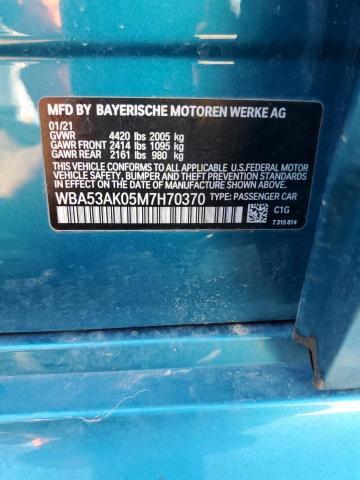 MFD BY BAYERISCHE MOTOREN WERKE AG
01/21
GVWR 4420 lbs 2005 kg
GAWR FRONT 2414 lbs 1095 kg
GAWR REAR 2161 lbs 980 kg
THIS VEHICLE CONFORMS TO ALL APPLICABLE U.S.FEDERAL MOTOR
VEHICLE SAFETY, BUMPER, AND THEFT PREVENTION STANDARDS
IN EFFECT ON THE DATE OF MANUFACTURE SHOWN ABOVE.
WBA53AK05M7H70370 TYPE: PASSENGER CAR
C1G
7 315 814